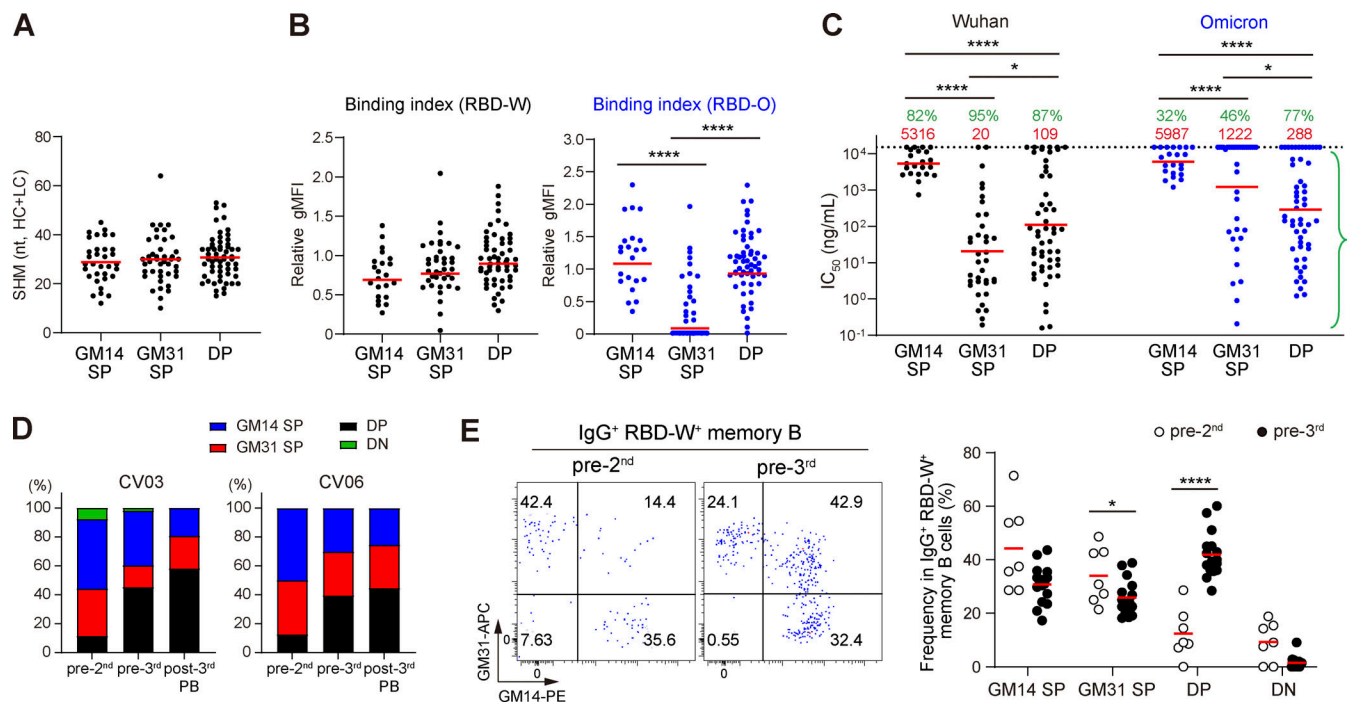 A
SHM (nt, HC+LC)
80
60
40
20
0
GM14 SP
GM31 SP
DP
B
Binding index (RBD-W)
Relative gMFI
2.5
2.0
1.5
1.0
0.5
0.0
GM14 SP
GM31 SP
DP
Binding index (RBD-O)
****
****
Relative gMFI
3.0
2.0
1.0
0.0
GM14 SP
GM31 SP
DP
C
Wuhan
Omicron
****
*
****
****
*
****
82%
95%
87%
32%
46%
77%
5316
20
109
5987
1222
288
IC50 (ng/mL)
10^4
10^3
10^2
10^1
10^0
10^-1
GM14 SP
GM31 SP
DP
GM14 SP
GM31 SP
DP
D
GM14 SP
DP
GM31 SP
DN
(%)
CV03
100
80
60
40
20
0
pre-2nd
pre-3rd
post-3rd PB
(%)
CV06
100
80
60
40
20
0
pre-2nd
pre-3rd
post-3rd PB
E
IgG+ RBD-W+ memory B
pre-2nd
pre-3rd
42.4
14.4
24.1
42.9
7.63
35.6
0.55
32.4
0
0
0
GM31-APC
GM14-PE
pre-2nd
pre-3rd
Frequency in IgG+ RBD-W+
memory B cells (%)
80
60
40
20
0
*
****
GM14 SP
GM31 SP
DP
DN